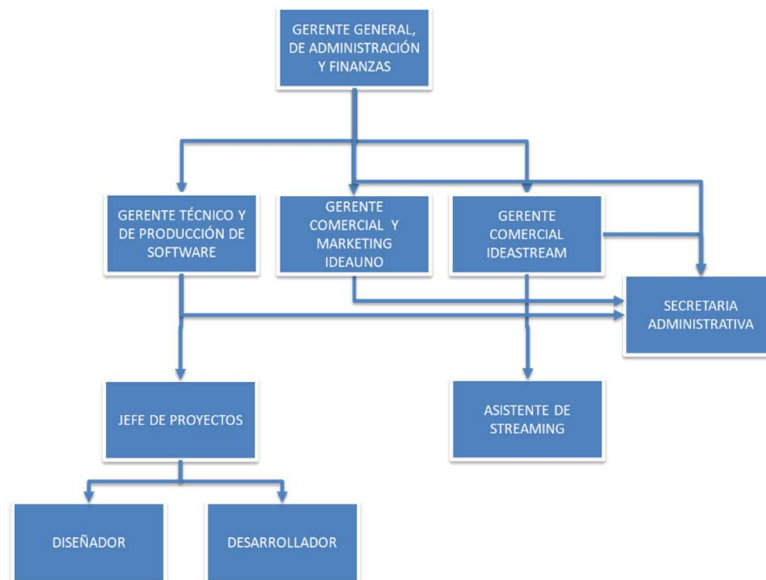 GERENTE GENERAL,
DE ADMINISTRACIÓN
Y FINANZAS
GERENTE TÉCNICO Y
DE PRODUCCIÓN DE
SOFTWARE
GERENTE
COMERCIAL Y
MARKETING
IDEAUNO
GERENTE
COMERCIAL
IDEASTREAM
SECRETARIA
ADMINISTRATIVA
JEFE DE PROYECTOS
ASISTENTE DE
STREAMING
DISEÑADOR
DESARROLLADOR